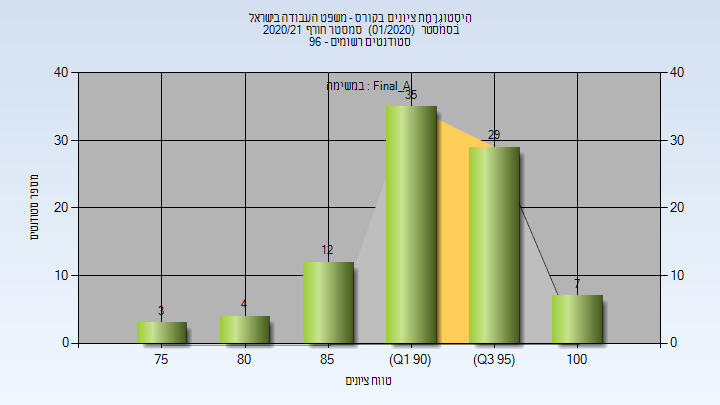 היסטוגרמת ציונים בקורס - משפט העבודה בישראל
בסמסטר (01/2020) סמסטר חורף 2020/21
סטודנטים רשומים - 96
במשימה : Final_A
40 40
30 30
20 20
10 10
0 0
35
29
12
7
4
3
מספר סטודנטים
75 80 85 (Q1 90) (Q3 95) 100
טווח ציונים